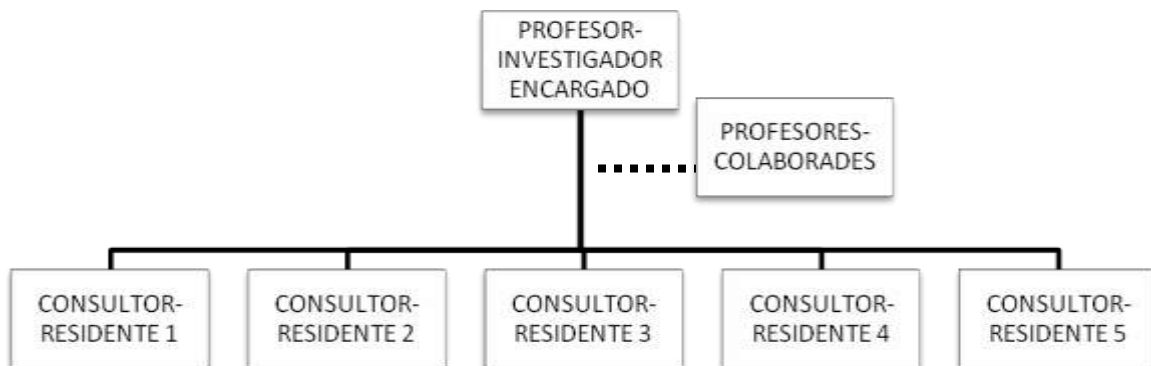 PROFESOR-
INVESTIGADOR
ENCARGADO
PROFESORES-
COLABORADES
CONSULTOR-
RESIDENTE 1
CONSULTOR-
RESIDENTE 2
CONSULTOR-
RESIDENTE 3
CONSULTOR-
RESIDENTE 4
CONSULTOR-
RESIDENTE 5